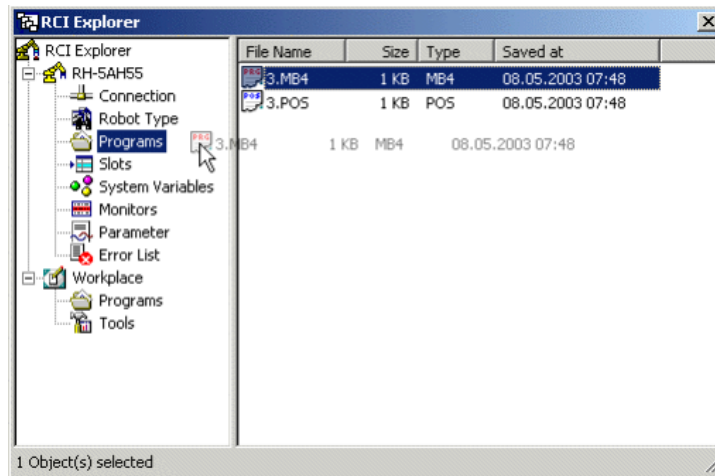 RCI Explorer
RCI Explorer
RH-5AH55
Connection
Robot Type
Programs
Slots
System Variables
Monitors
Parameter
Error List
Workplace
Programs
Tools
File Name Size Type Saved at
PRG 3.MB4 1 KB MB4 08.05.2003 07:48
POS 3.POS 1 KB POS 08.05.2003 07:48
PRG 3.MB4 1 KB MB4 08.05.2003 07:48
1 Object(s) selected